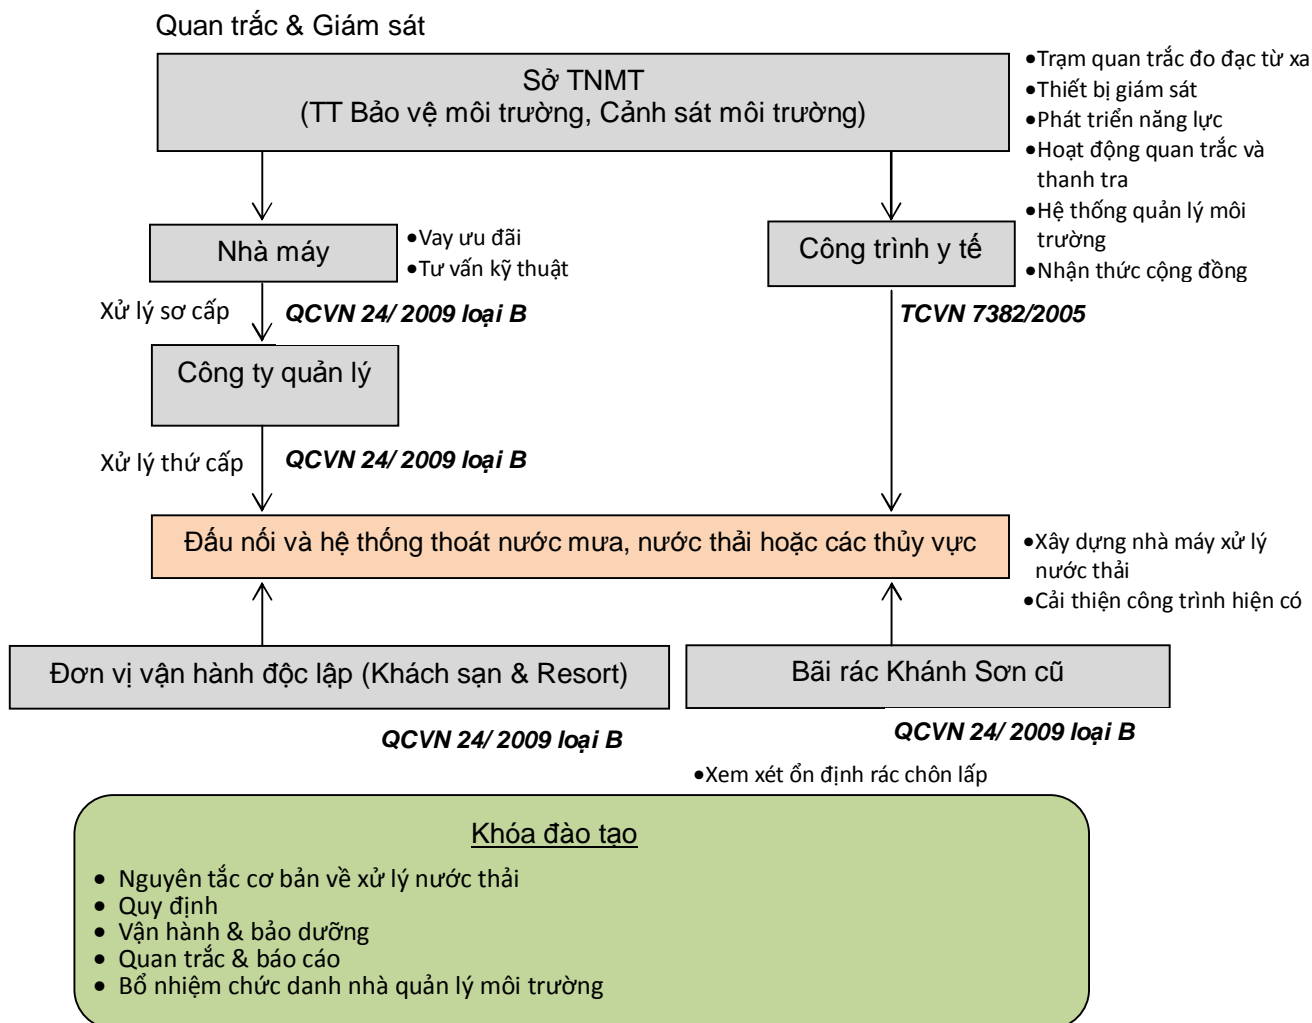 Quan trắc & Giám sát
Sở TNMT
(TT Bảo vệ môi trường, Cảnh sát môi trường)
•Trạm quan trắc đo đạc từ xa
•Thiết bị giám sát
•Phát triển năng lực
•Hoạt động quan trắc và
thanh tra
•Hệ thống quản lý môi
trường
•Nhận thức cộng đồng
Nhà máy
•Vay ưu đãi
•Tư vấn kỹ thuật
Công trình y tế
Xử lý sơ cấp
QCVN 24/ 2009 loại B
TCVN 7382/2005
Công ty quản lý
Xử lý thứ cấp
QCVN 24/ 2009 loại B
Đấu nối và hệ thống thoát nước mưa, nước thải hoặc các thủy vực
•Xây dựng nhà máy xử lý
nước thải
•Cải thiện công trình hiện có
Đơn vị vận hành độc lập (Khách sạn & Resort)
Bãi rác Khánh Sơn cũ
QCVN 24/ 2009 loại B
QCVN 24/ 2009 loại B
•Xem xét ổn định rác chôn lấp
Khóa đào tạo
• Nguyên tắc cơ bản về xử lý nước thải
• Quy định
• Vận hành & bảo dưỡng
• Quan trắc & báo cáo
• Bổ nhiệm chức danh nhà quản lý môi trường